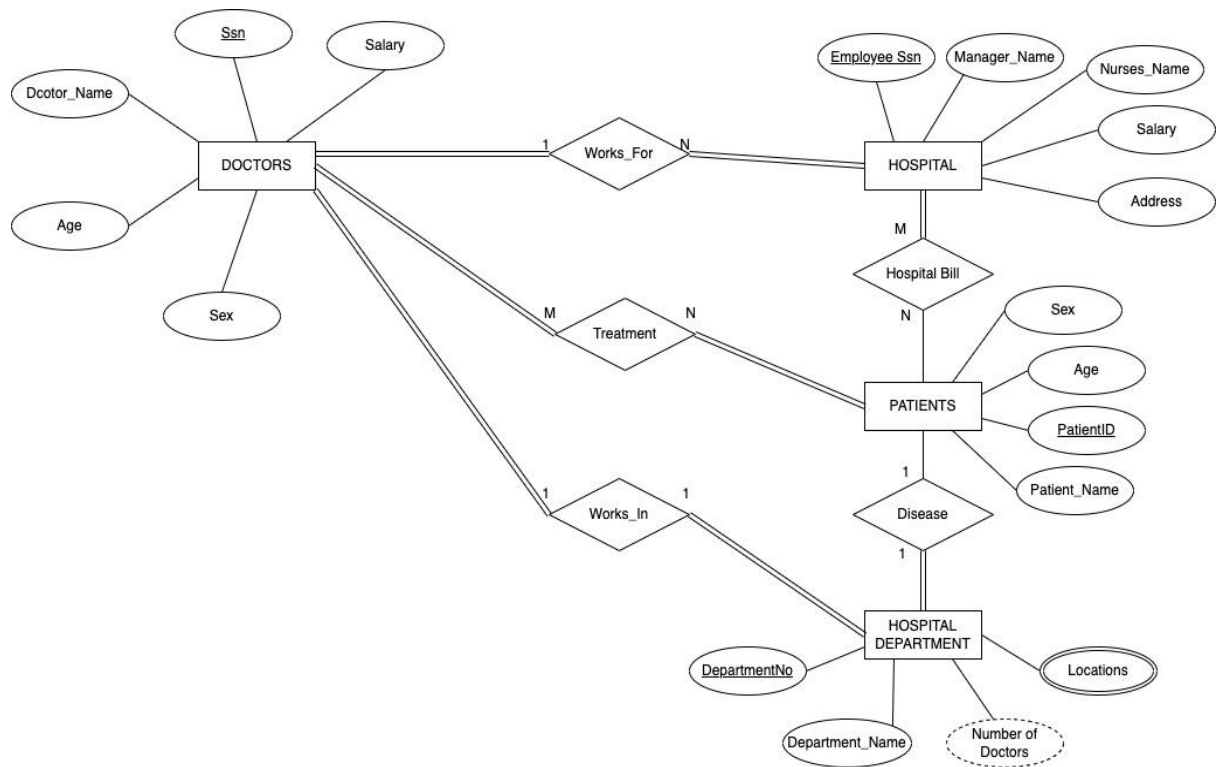 Ssn
Salary
Dcotor_Name
DOCTORS
Age
Sex
1
Works_For
N
Employee Ssn
Manager_Name
Nurses_Name
Salary
HOSPITAL
Address
M
Hospital Bill
N
M
Treatment
N
Sex
Age
PATIENTS
PatientID
Patient_Name
1
Disease
1
1
Works_In
1
HOSPITAL
DEPARTMENT
DepartmentNo
Locations
Department_Name
Number of
Doctors